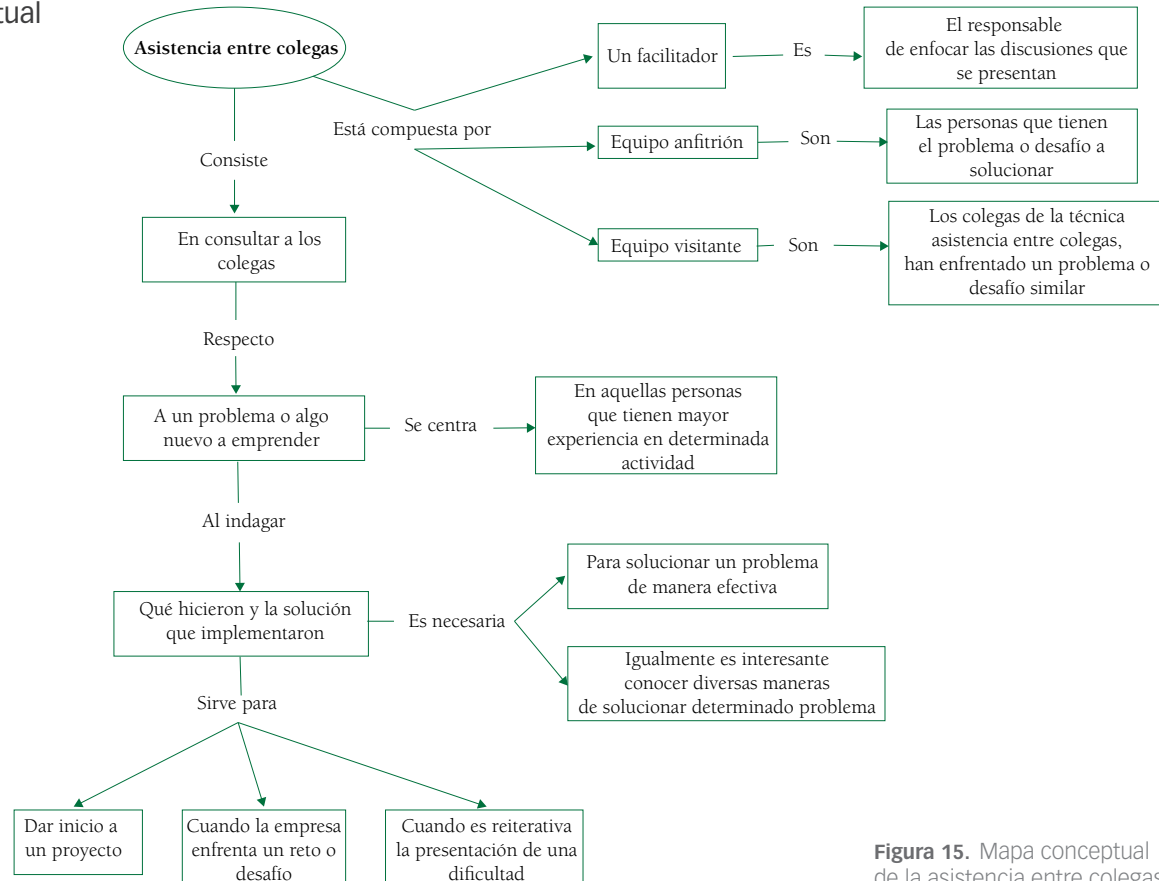 tual
Asistencia entre colegas
Está compuesta por
Un facilitador
Es
El responsable
de enfocar las discusiones que
se presentan
Equipo anfitrión
Son
Las personas que tienen
el problema o desafío a
solucionar
Equipo visitante
Son
Los colegas de la técnica
asistencia entre colegas,
han enfrentado un problema o
desafío similar
Consiste
En consultar a los
colegas
Respecto
A un problema o algo
nuevo a emprender
Se centra
En aquellas personas
que tienen mayor
experiencia en determinada
actividad
Al indagar
Qué hicieron y la solución
que implementaron
Es necesaria
Para solucionar un problema
de manera efectiva
Igualmente es interesante
conocer diversas maneras
de solucionar determinado problema
Sirve para
Dar inicio a
un proyecto
Cuando la empresa
enfrenta un reto o
desafío
Cuando es reiterativa
la presentación de una
dificultad
Figura 15. Mapa conceptual
de la asistencia entre colegas